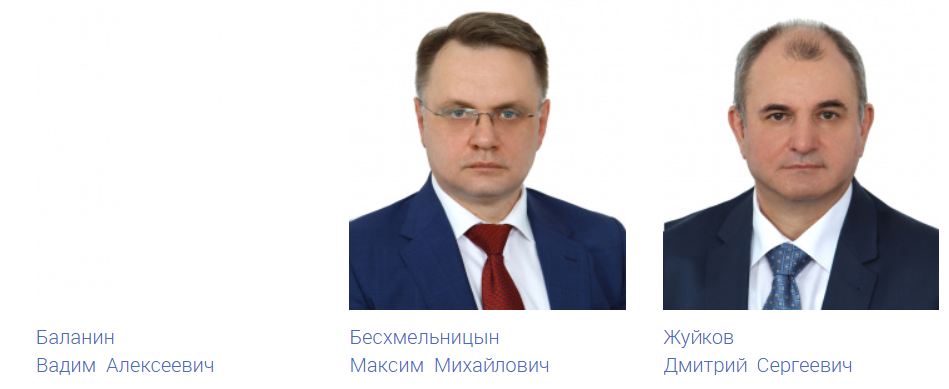 Баланин
Вадим Алексеевич
Бесхмельницын
Максим Михайлович
Жуйков
Дмитрий Сергеевич